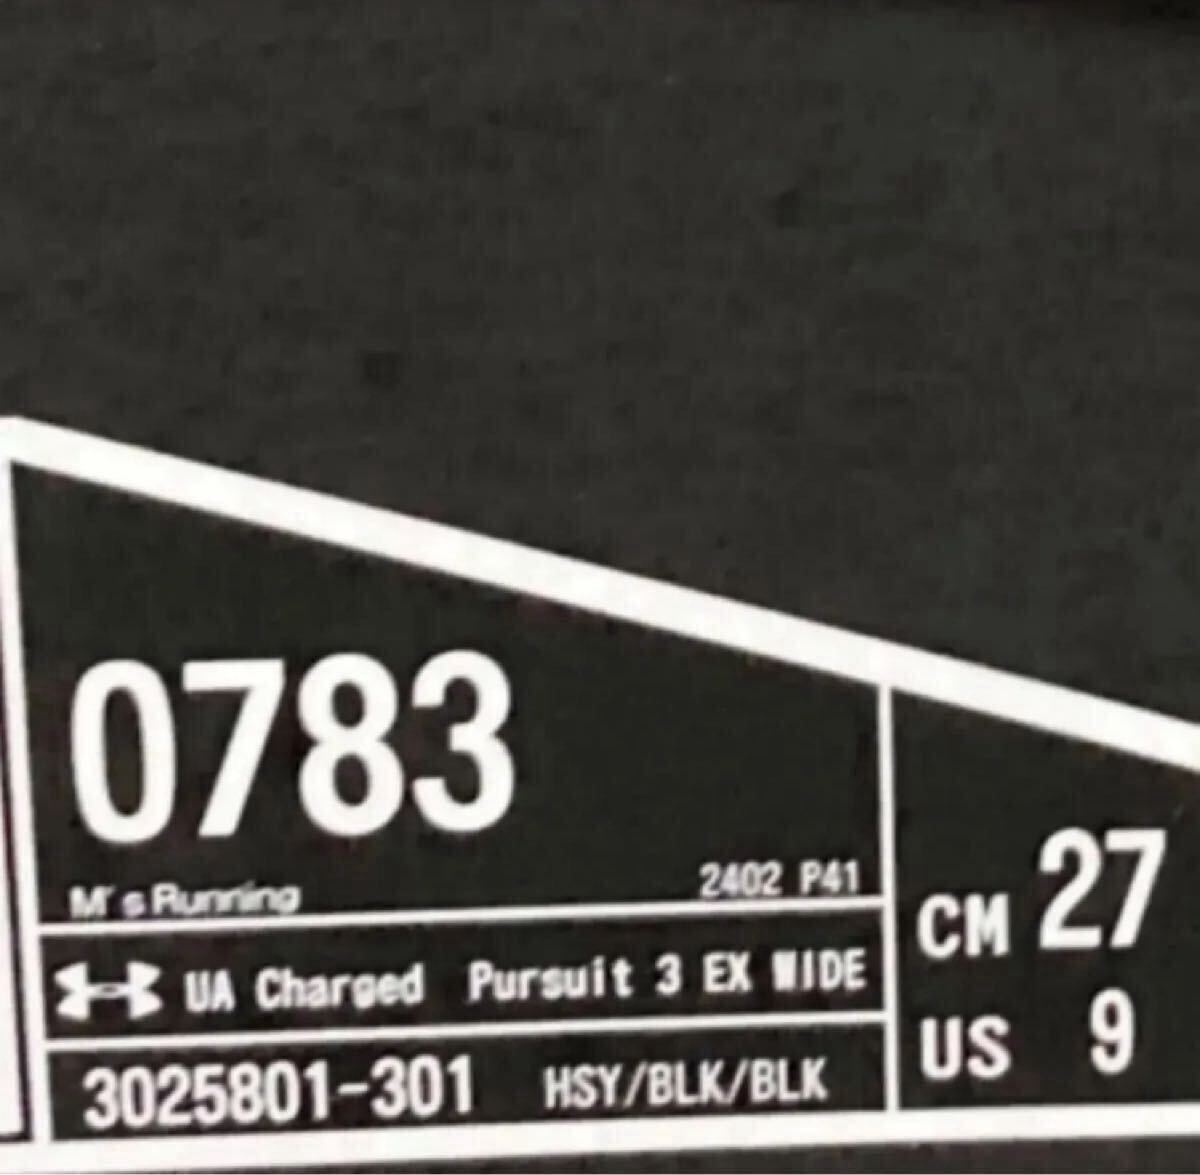 0783
M's Running 2402 P41
UA Charged Pursuit 3 EX WIDE
3025801-301 HSY/BLK/BLK
CM 27
US 9